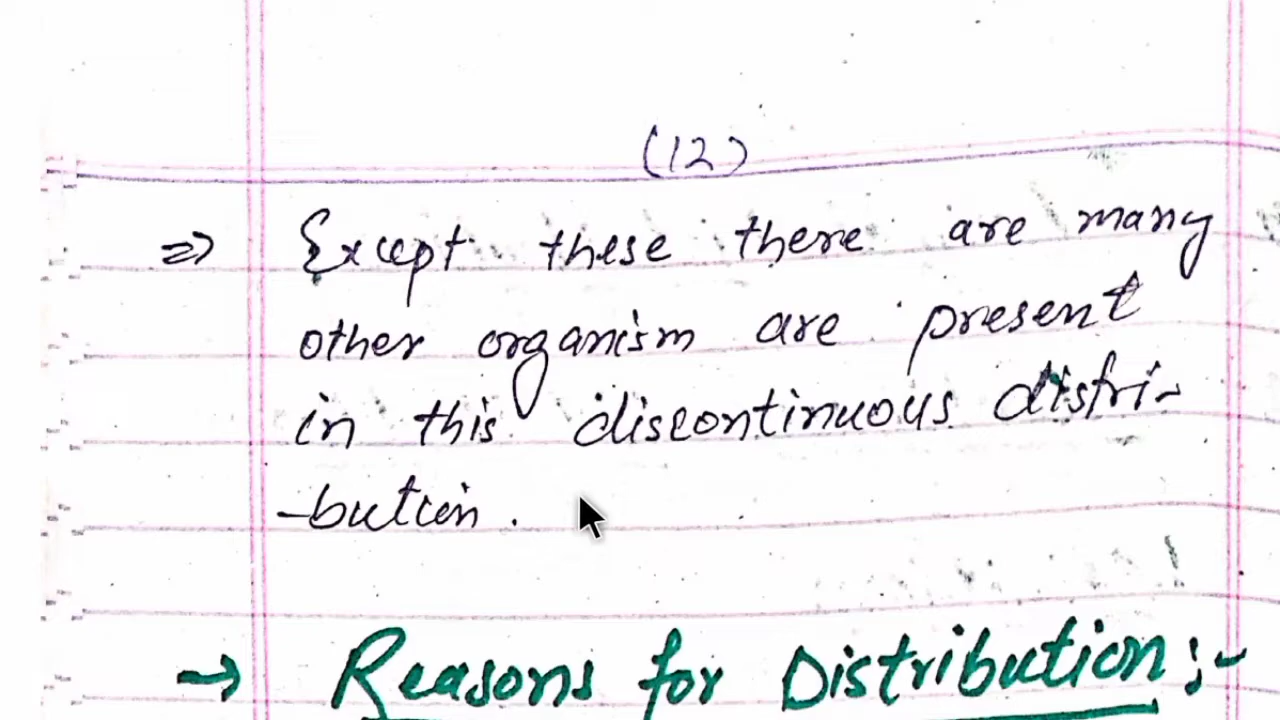 (12)
⇒ Except these there are many
other organism are present
in this discontinuous distri-
-bution.
→ Reasons for Distribution :-